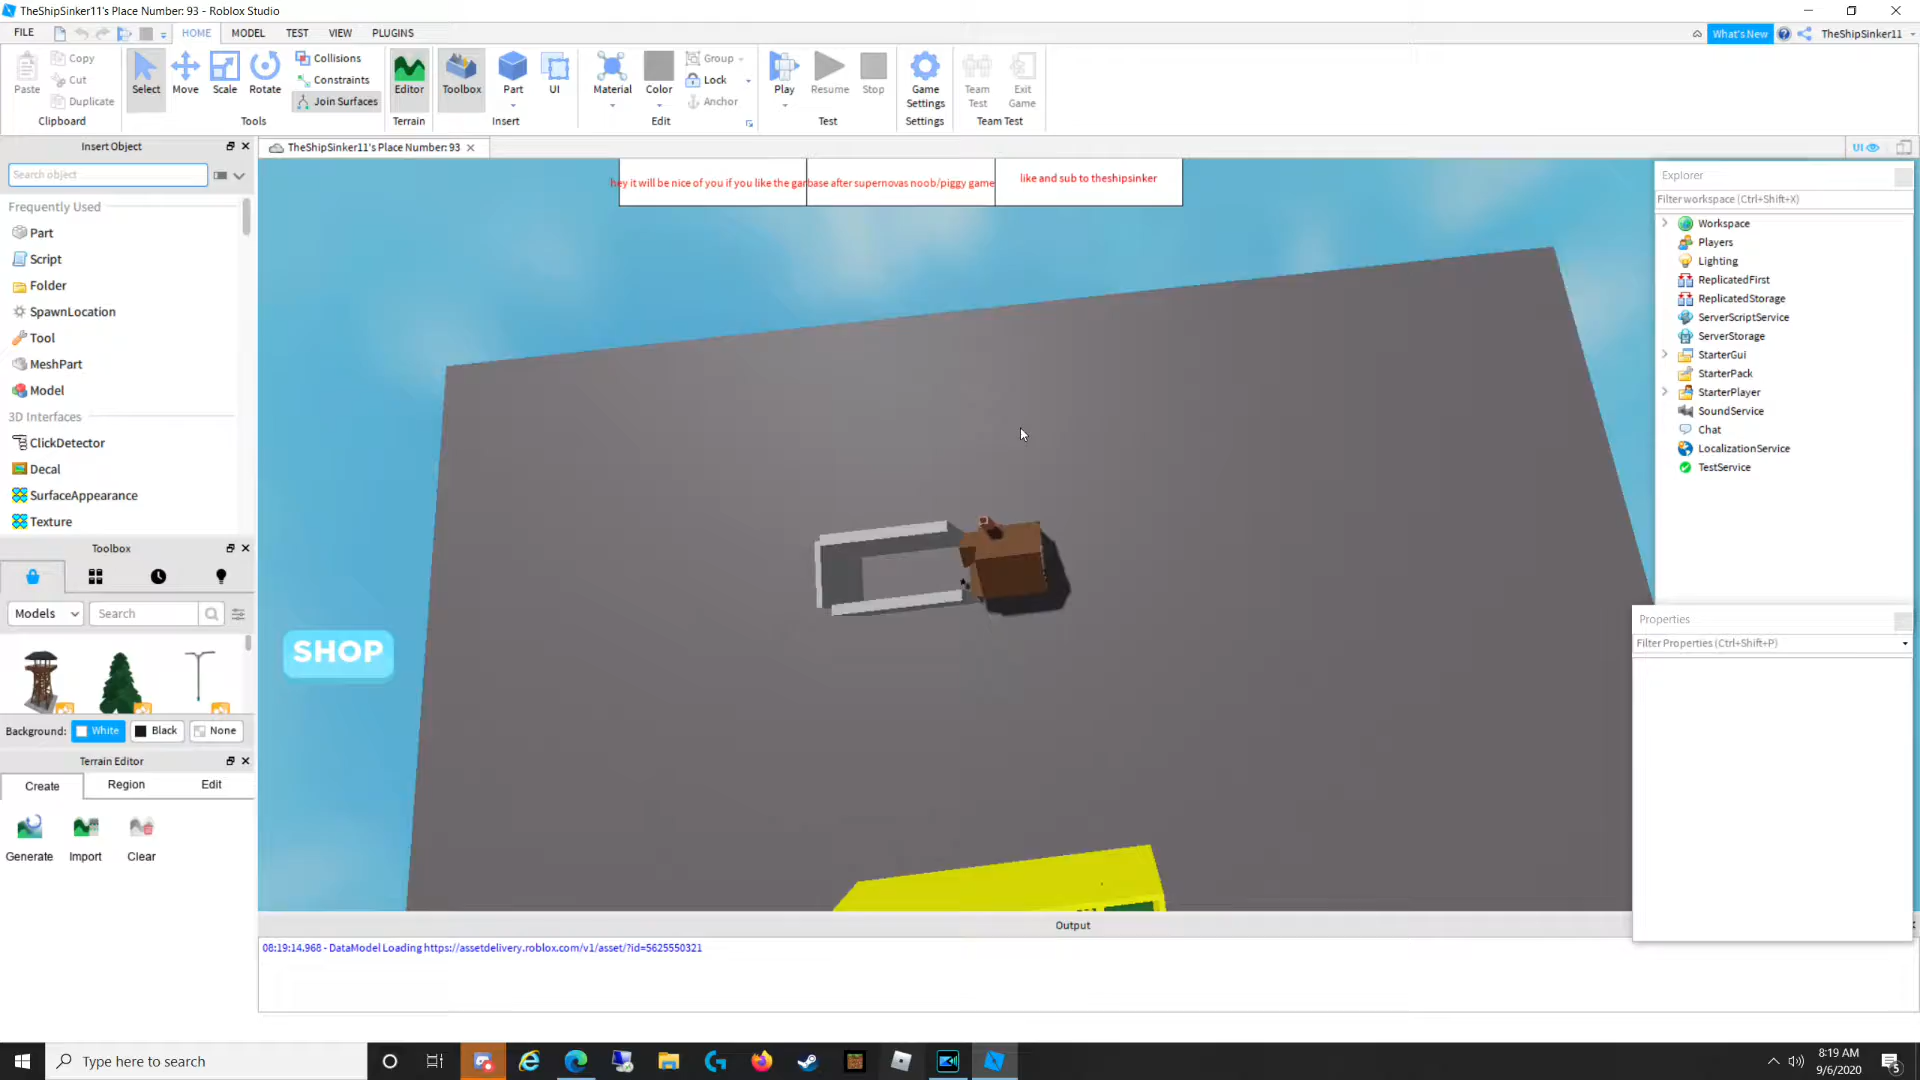 TheShipSinker11's Place Number: 93 - Roblox Studio
FILE HOME MODEL TEST VIEW PLUGINS
What's New TheShipSinker11
Paste Copy Cut Duplicate
Clipboard
Select Move Scale Rotate
Collisions
Constraints
Join Surfaces
Tools
Editor
Terrain
Toolbox Part UI
Insert
Material Color
Group
Lock
Anchor
Edit
Play Resume Stop
Test
Game Settings
Settings
Team Test Exit Game
Team Test
Insert Object
Search object
Frequently Used
Part
Script
Folder
SpawnLocation
Tool
MeshPart
Model
3D Interfaces
ClickDetector
Decal
SurfaceAppearance
Texture
Toolbox
Models Search
Background: White Black None
Terrain Editor
Create Region Edit
Generate Import Clear
TheShipSinker11's Place Number: 93
UI
hey it will be nice of you if you like the gar
base after supernovas noob/piggy game
like and sub to theshipsinker
SHOP
Explorer
Filter workspace (Ctrl+Shift+X)
Workspace
Players
Lighting
ReplicatedFirst
ReplicatedStorage
ServerScriptService
ServerStorage
StarterGui
StarterPack
StarterPlayer
SoundService
Chat
LocalizationService
TestService
Properties
Filter Properties (Ctrl+Shift+P)
Output
08:19:14.968 - DataModel Loading https://assetdelivery.roblox.com/v1/asset/?id=5625550321
Type here to search
8:19 AM
9/6/2020
5